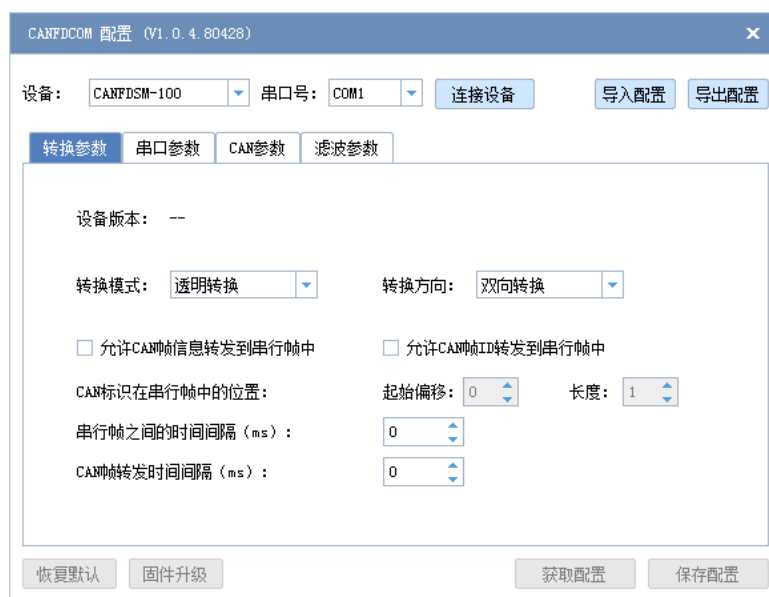 CANFDCOM 配置 (V1.0.4.80428)
设备: CANFDSM-100 串口号: COM1 连接设备 导入配置 导出配置
转换参数 串口参数 CAN参数 滤波参数
设备版本: --
转换模式: 透明转换 转换方向: 双向转换
允许CAN帧信息转发到串行帧中 允许CAN帧ID转发到串行帧中
CAN标识在串行帧中的位置: 起始偏移: 0 长度: 1
串行帧之间的时间间隔(ms): 0
CAN帧转发时间间隔(ms): 0
恢复默认 固件升级 获取配置 保存配置